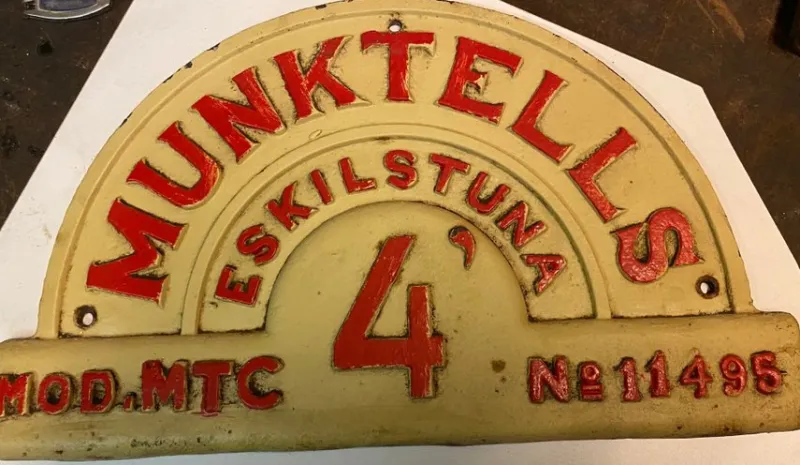 MUNKTELLS
ESKILSTUNA
4'
MOD. MTC Nº 11495